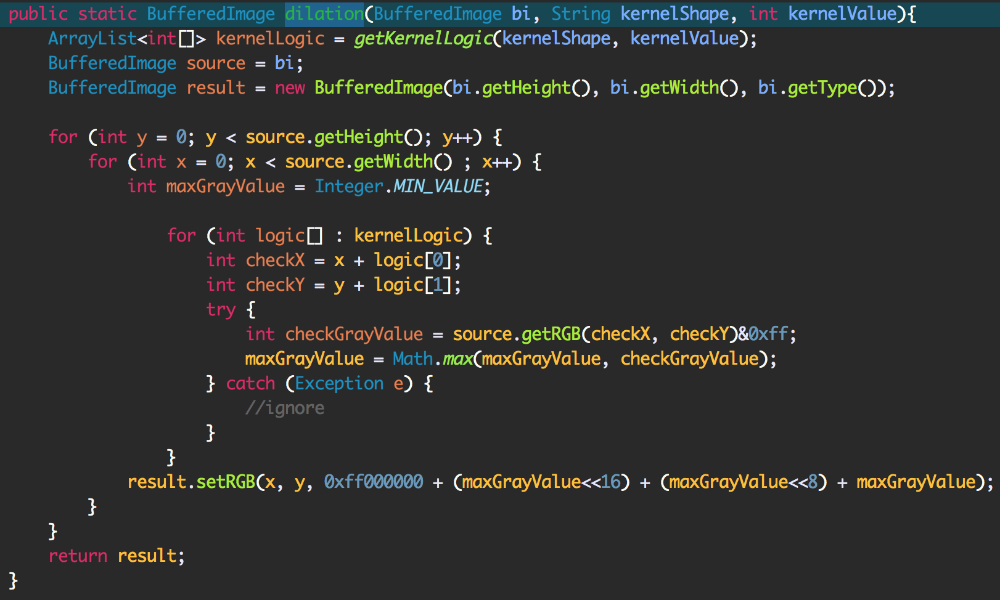 public static BufferedImage dilation(BufferedImage bi, String kernelShape, int kernelValue){
    ArrayList<int[]> kernelLogic = getKernelLogic(kernelShape, kernelValue);
    BufferedImage source = bi;
    BufferedImage result = new BufferedImage(bi.getHeight(), bi.getWidth(), bi.getType());

    for (int y = 0; y < source.getHeight(); y++) {
        for (int x = 0; x < source.getWidth() ; x++) {
            int maxGrayValue = Integer.MIN_VALUE;

                for (int logic[] : kernelLogic) {
                    int checkX = x + logic[0];
                    int checkY = y + logic[1];
                    try {
                        int checkGrayValue = source.getRGB(checkX, checkY)&0xff;
                        maxGrayValue = Math.max(maxGrayValue, checkGrayValue);
                    } catch (Exception e) {
                        //ignore
                    }
                }
            result.setRGB(x, y, 0xff000000 + (maxGrayValue<<16) + (maxGrayValue<<8) + maxGrayValue);
        }
    }
    return result;
}